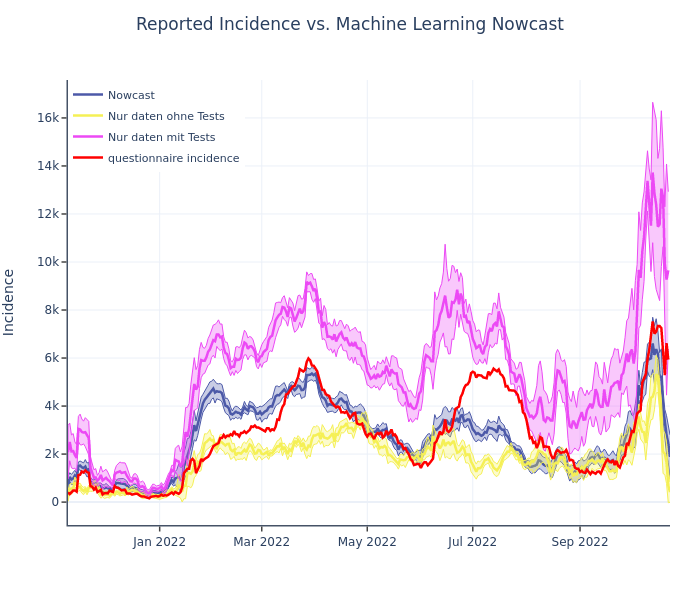 Reported Incidence vs. Machine Learning Nowcast
Nowcast
Nur daten ohne Tests
Nur daten mit Tests
questionnaire incidence
Incidence
16k
14k
12k
10k
8k
6k
4k
2k
0
Jan 2022
Mar 2022
May 2022
Jul 2022
Sep 2022